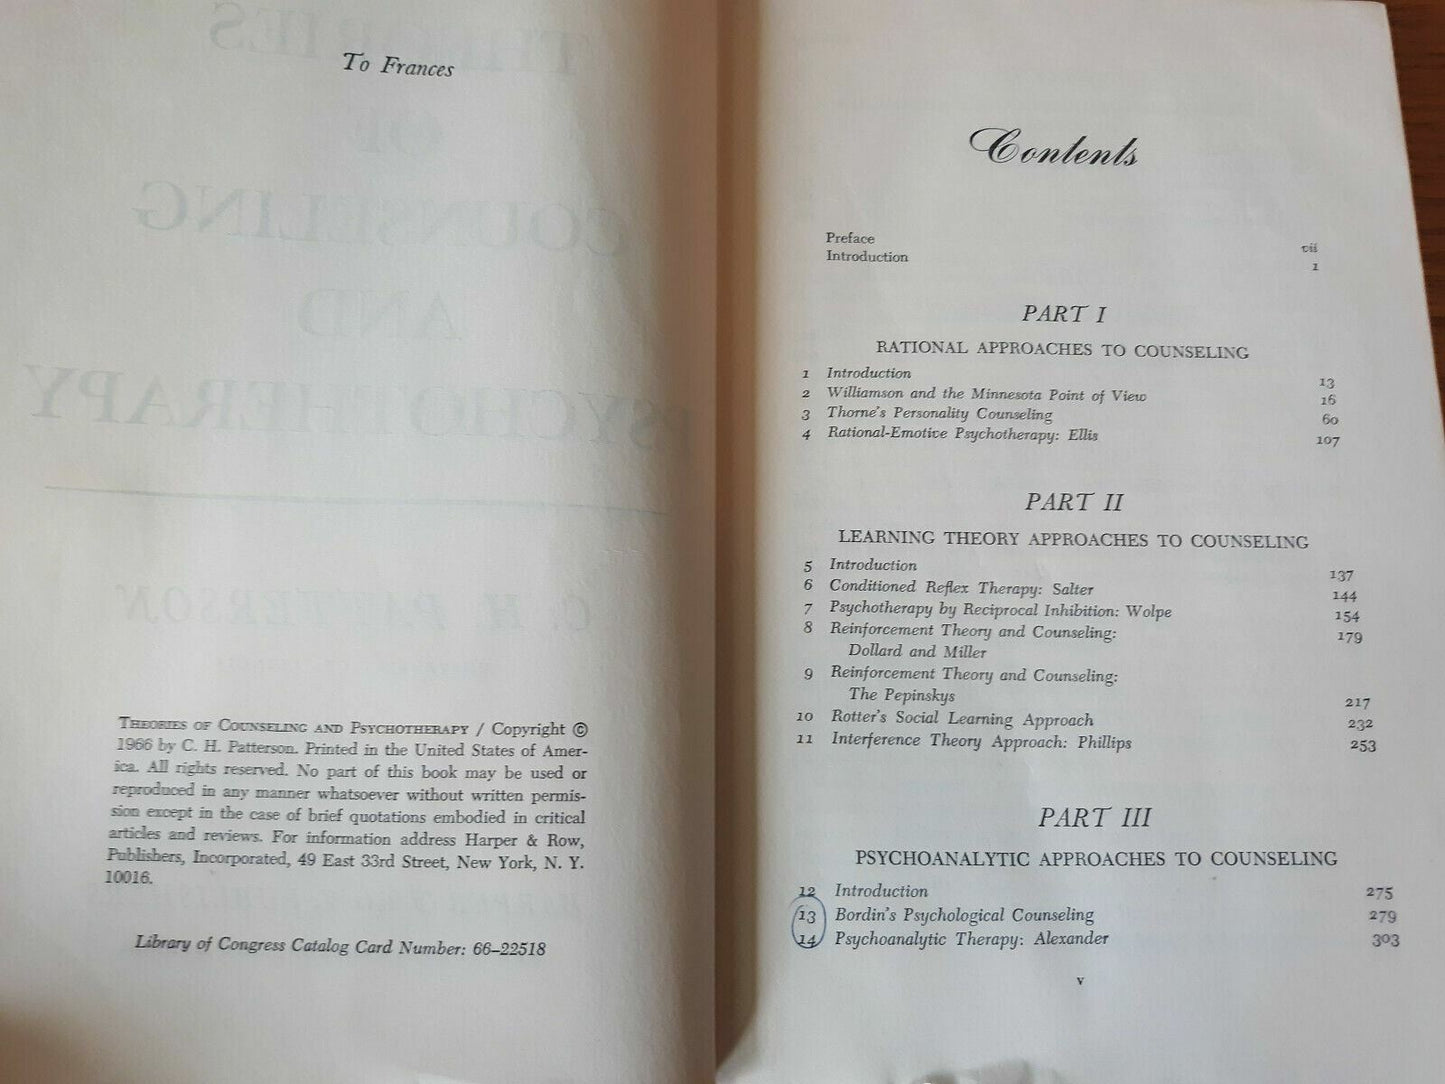 To Frances
THEORIES OF COUNSELING AND PSYCHOTHERAPY / Copyright ©
1966 by C. H. Patterson. Printed in the United States of Amer-
ica. All rights reserved. No part of this book may be used or
reproduced in any manner whatsoever without written permis-
sion except in the case of brief quotations embodied in critical
articles and reviews. For information address Harper & Row,
Publishers, Incorporated, 49 East 33rd Street, New York, N. Y.
10016.
Library of Congress Catalog Card Number: 66–22518
Contents
Preface vii
Introduction 1
PART I
RATIONAL APPROACHES TO COUNSELING
1 Introduction 13
2 Williamson and the Minnesota Point of View 16
3 Thorne's Personality Counseling 60
4 Rational-Emotive Psychotherapy: Ellis 107
PART II
LEARNING THEORY APPROACHES TO COUNSELING
5 Introduction 137
6 Conditioned Reflex Therapy: Salter 144
7 Psychotherapy by Reciprocal Inhibition: Wolpe 154
8 Reinforcement Theory and Counseling: 179
Dollard and Miller
9 Reinforcement Theory and Counseling:
The Pepinskys 217
10 Rotter's Social Learning Approach 232
11 Interference Theory Approach: Phillips 253
PART III
PSYCHOANALYTIC APPROACHES TO COUNSELING
12 Introduction 275
13 Bordin's Psychological Counseling 279
14 Psychoanalytic Therapy: Alexander 303
v